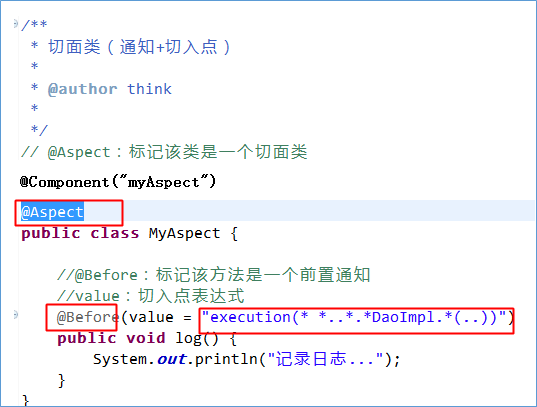 /**
 * 切面类（通知+切入点）
 *
 * @author think
 *
 */
// @Aspect：标记该类是一个切面类
@Component("myAspect")
@Aspect
public class MyAspect {
//@Before：标记该方法是一个前置通知
//value：切入点表达式
@Before(value = "execution(* *..*.*DaoImpl.*(..))")
public void log() {
System.out.println("记录日志...");
}
}